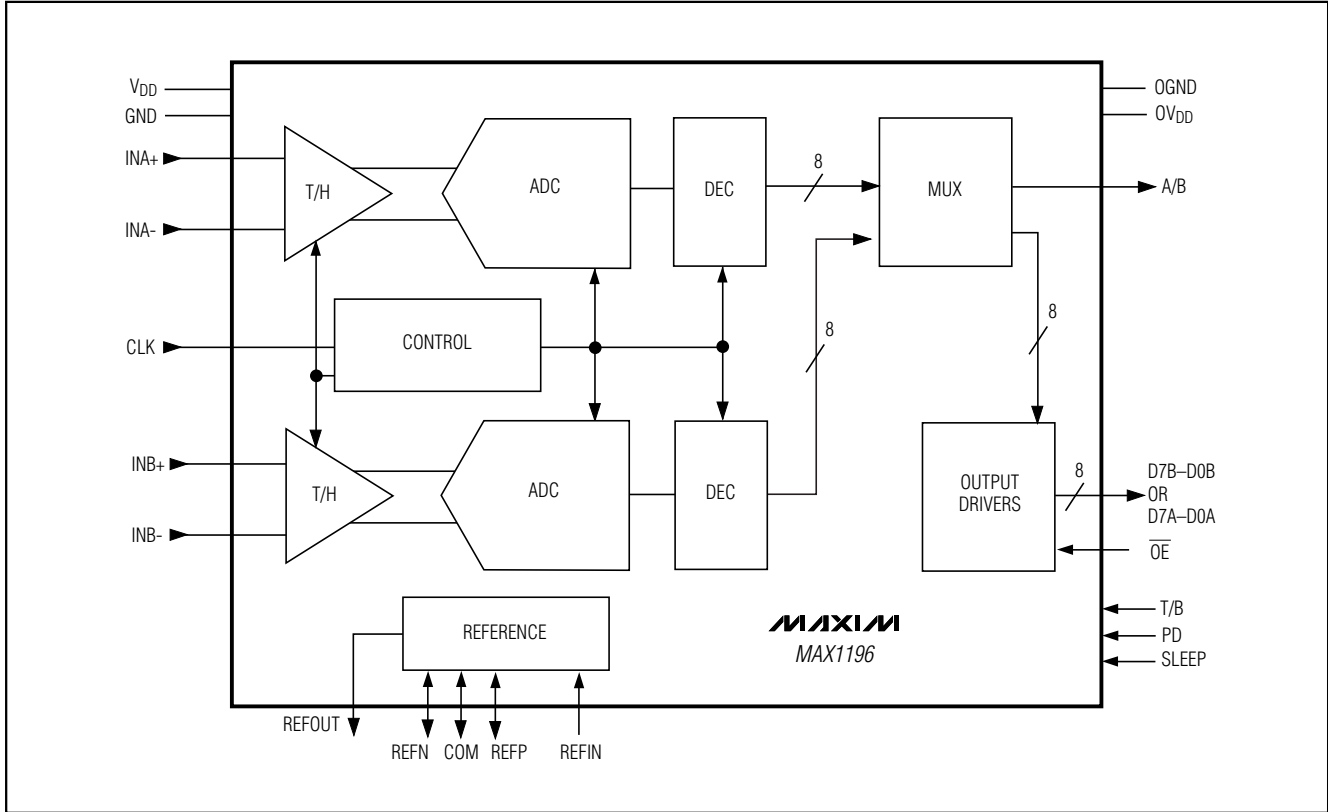 VDD
GND
INA+
INA-
CLK
INB+
INB-
T/H
ADC
DEC
8
MUX
CONTROL
8
8
T/H
ADC
DEC
OUTPUT
DRIVERS
8
REFERENCE
MAXIM
MAX1196
REFOUT
REFN
COM
REFP
REFIN
OGND
OVDD
A/B
D7B–D0B
OR
D7A–D0A
OE
T/B
PD
SLEEP